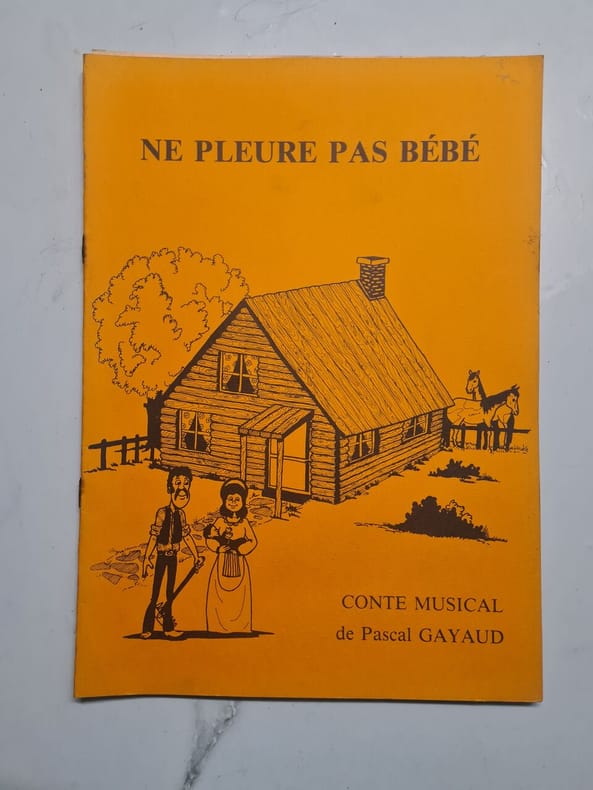 NE PLEURE PAS BÉBÉ
CONTE MUSICAL
de Pascal GAYAUD